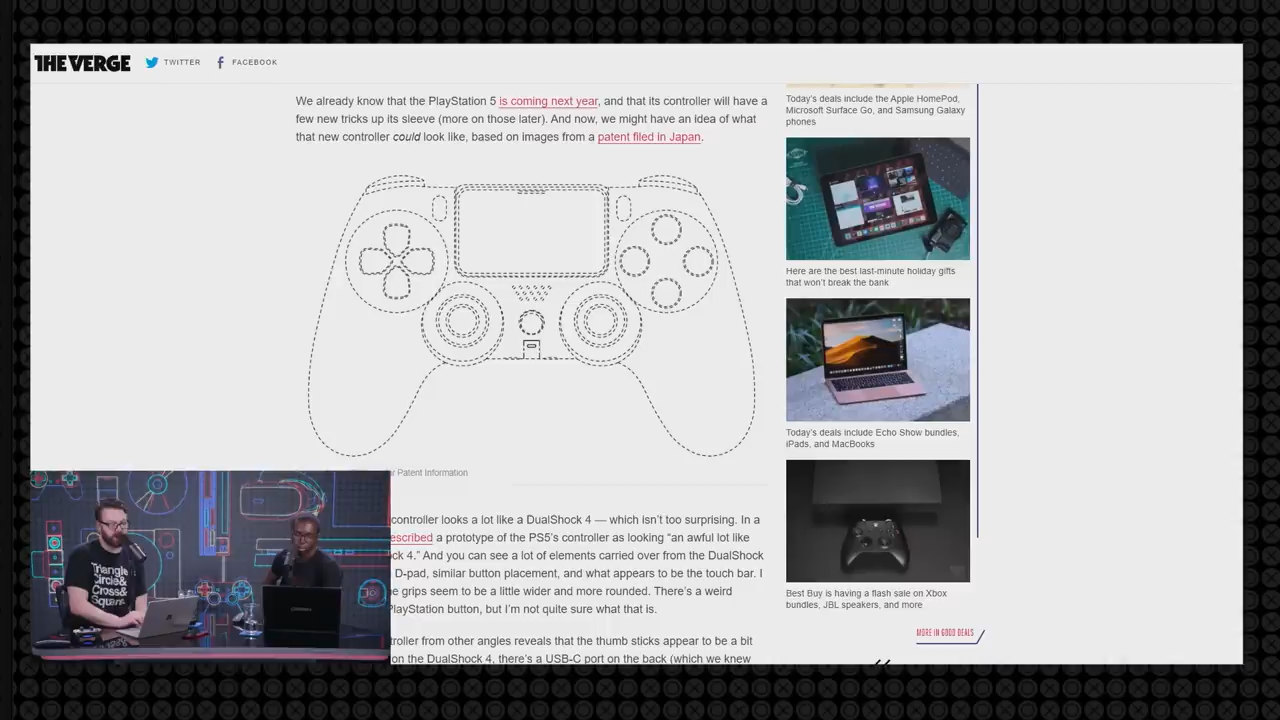 THE VERGE
TWITTER
FACEBOOK
We already know that the PlayStation 5 is coming next year, and that its controller will have a
few new tricks up its sleeve (more on those later). And now, we might have an idea of what
that new controller could look like, based on images from a patent filed in Japan.
r Patent Information
controller looks a lot like a DualShock 4 — which isn't too surprising. In a
escribed a prototype of the PS5's controller as looking "an awful lot like
ck 4." And you can see a lot of elements carried over from the DualShock
D-pad, similar button placement, and what appears to be the touch bar. I
e grips seem to be a little wider and more rounded. There's a weird
PlayStation button, but I'm not quite sure what that is.
troller from other angles reveals that the thumb sticks appear to be a bit
on the DualShock 4, there's a USB-C port on the back (which we knew
Today's deals include the Apple HomePod,
Microsoft Surface Go, and Samsung Galaxy
phones
Here are the best last-minute holiday gifts
that won't break the bank
Today's deals include Echo Show bundles,
iPads, and MacBooks
Best Buy is having a flash sale on Xbox
bundles, JBL speakers, and more
MORE IN GOOD DEALS
Triangle
Circle&
Cross&
Square